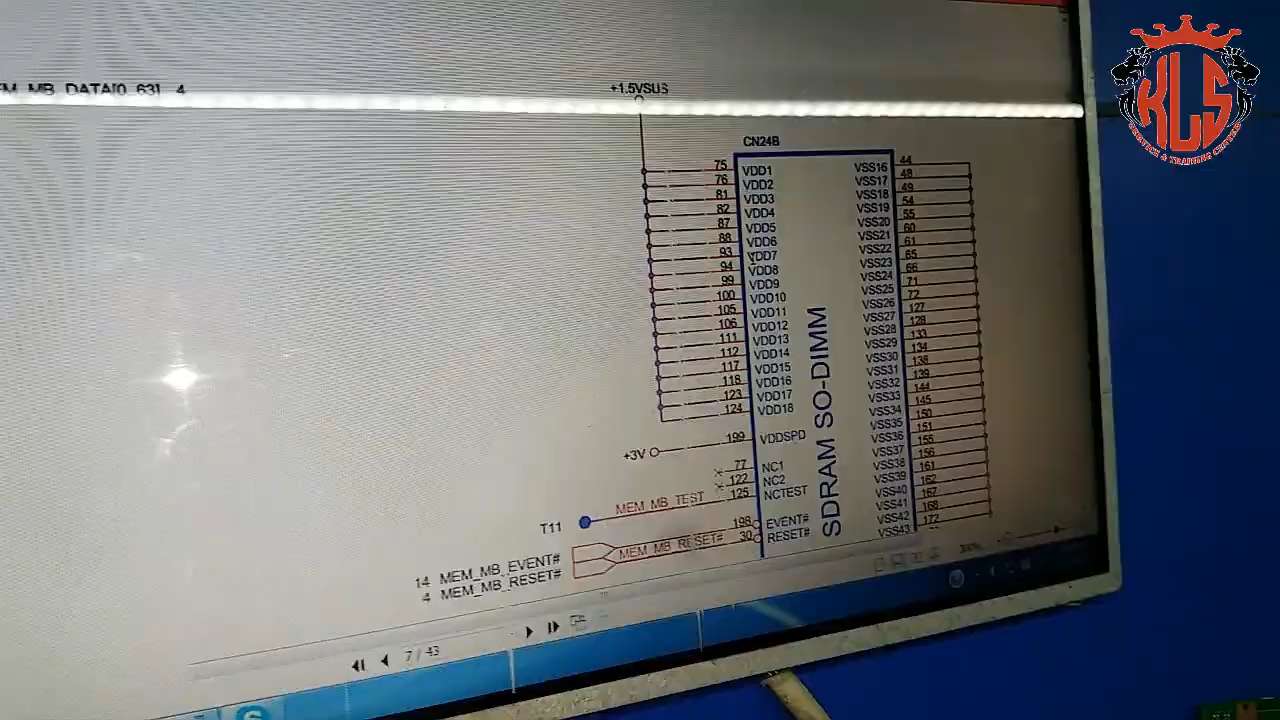 MEM_MB_DATA[0..63] 4
+1.5VSUS
KLS
CN24B
75 VDD1
76 VDD2
81 VDD3
82 VDD4
87 VDD5
88 VDD6
93 VDD7
94 VDD8
99 VDD9
100 VDD10
105 VDD11
106 VDD12
111 VDD13
112 VDD14
117 VDD15
118 VDD16
123 VDD17
124 VDD18
+3V 199 VDDSPD
77 NC1
122 NC2
125 NCTEST
MEM_MB_TEST
T11
198 EVENT#
30 RESET#
MEM_MB_RESET#
14 MEM_MB_EVENT#
4 MEM_MB_RESET#
SDRAM SO-DIMM
VSS16 44
VSS17 48
VSS18 49
VSS19 54
VSS20 55
VSS21 60
VSS22 61
VSS23 65
VSS24 66
VSS25 71
VSS26 72
VSS27 127
VSS28 128
VSS29 133
VSS30 134
VSS31 138
VSS32 139
VSS33 144
VSS34 145
VSS35 150
VSS36 151
VSS37 155
VSS38 156
VSS39 161
VSS40 162
VSS41 167
VSS42 168
VSS43 172
7 / 43